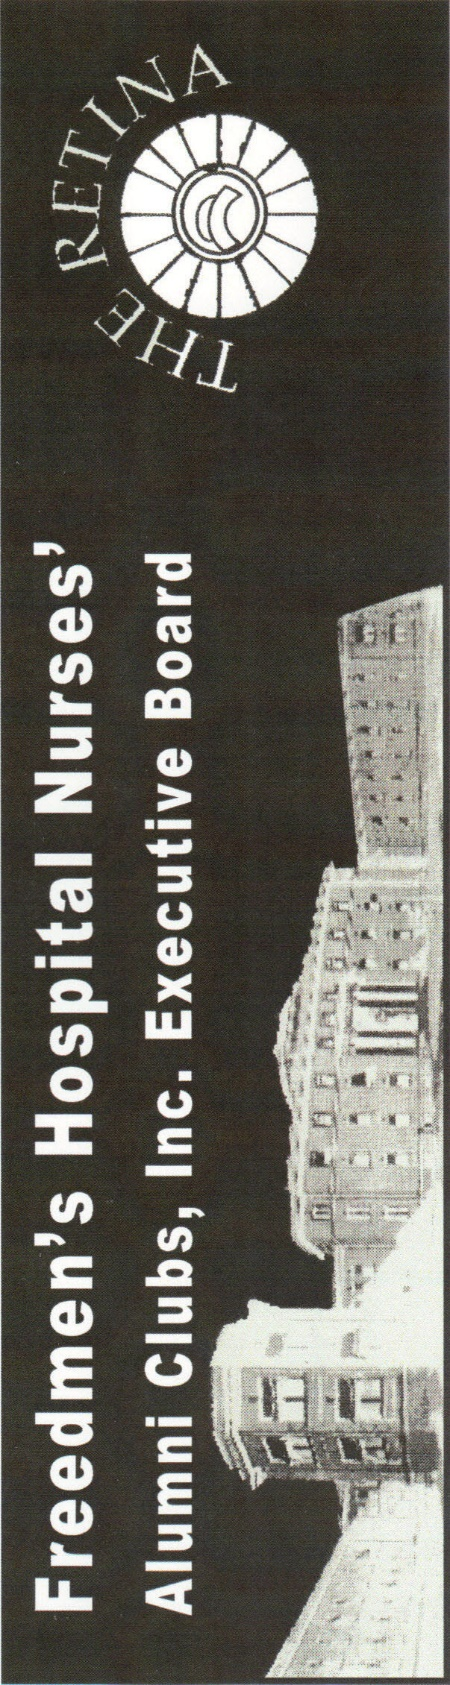 Freedmen's Hospital Nurses'
Alumni Clubs, Inc. Executive Board
THE RETINA